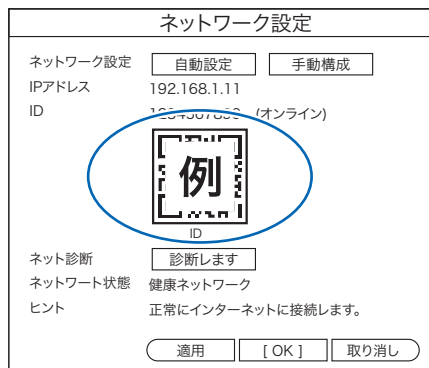 ネットワーク設定
ネットワーク設定 自動設定 手動構成
IPアドレス 192.168.1.11
ID 1234567890 (オンライン)
例
ID
ネット診断 診断します
ネットワート状態 健康ネットワーク
ヒント 正常にインターネットに接続します。
適用 [ OK ] 取り消し